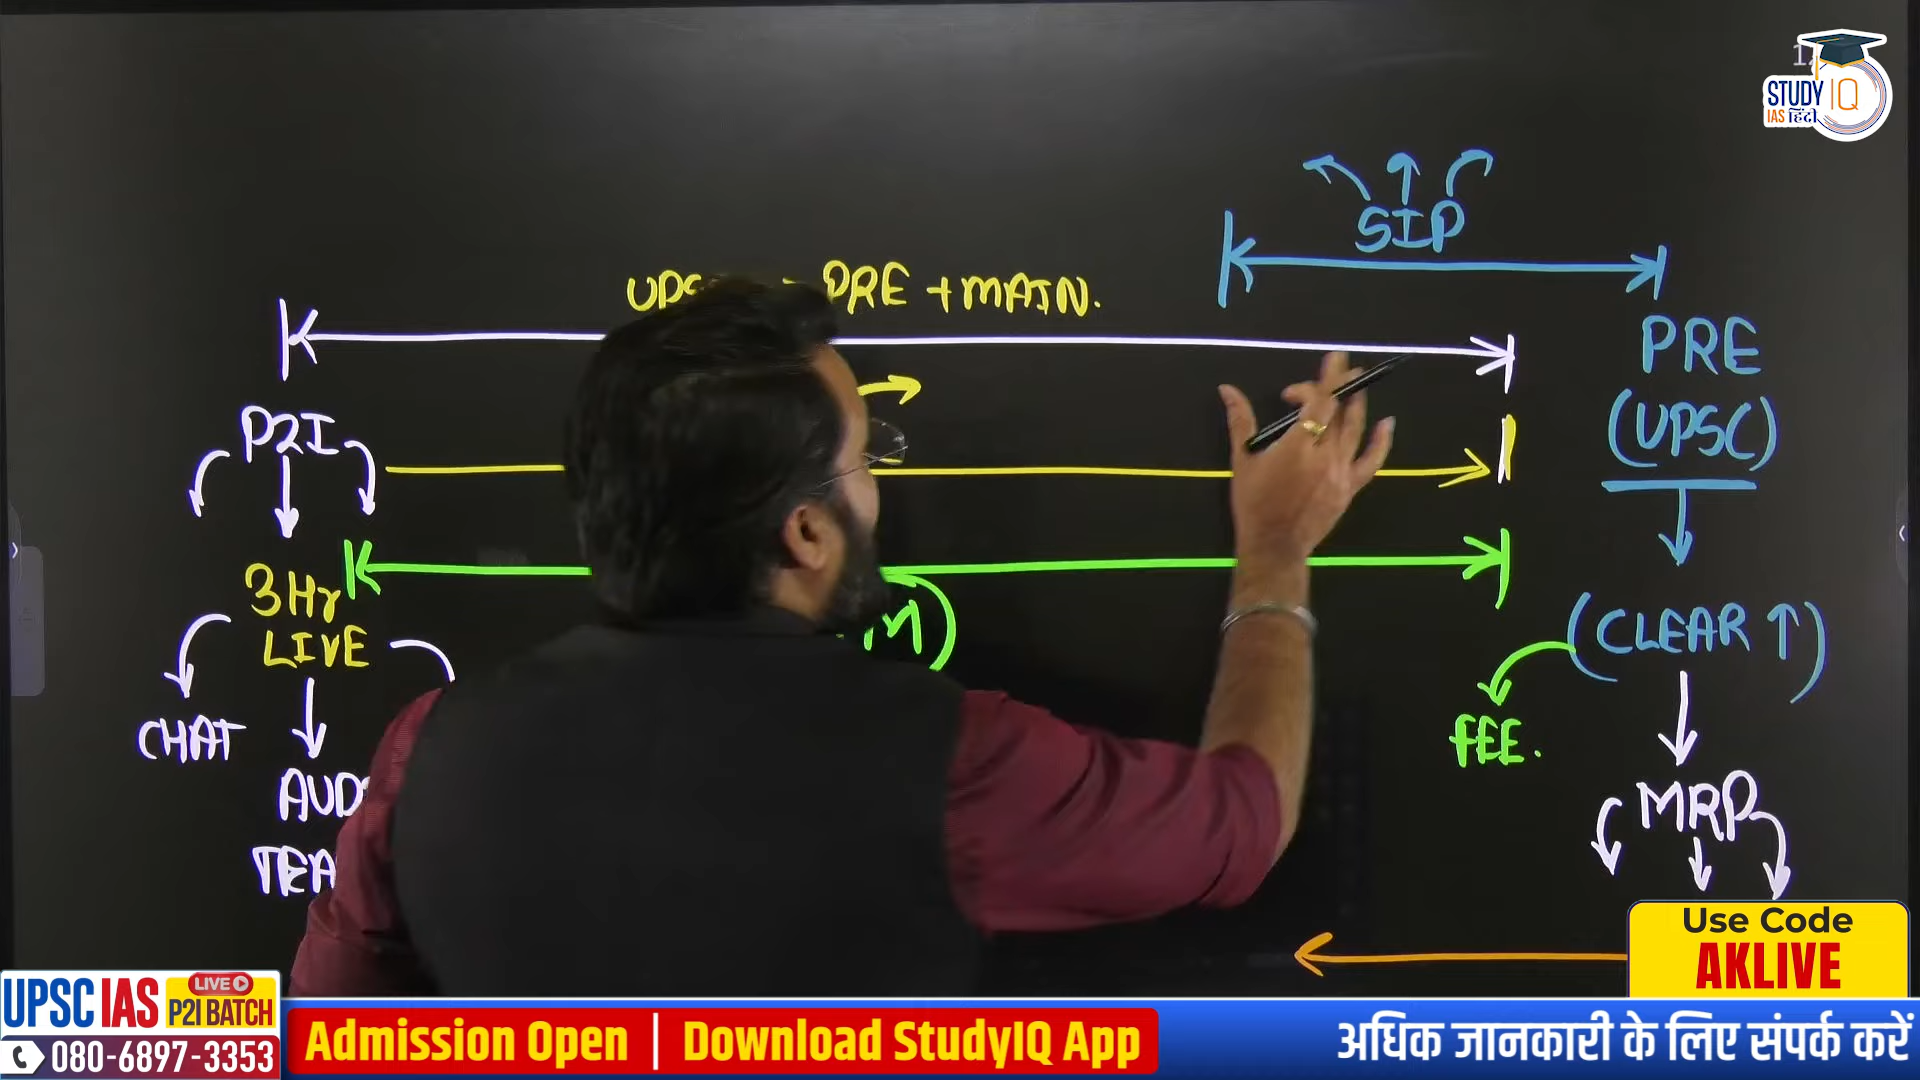 STUDY IQ
IAS हिंदी
SIP
PRE + MAIN.
PRE
(UPSC)
P2I
3Hr
LIVE
(CLEAR ↑)
FEE.
CHAT
MRP
Use Code
AKLIVE
UPSC IAS LIVE
P2I BATCH
080-6897-3353
Admission Open | Download StudyIQ App
अधिक जानकारी के लिए संपर्क करें